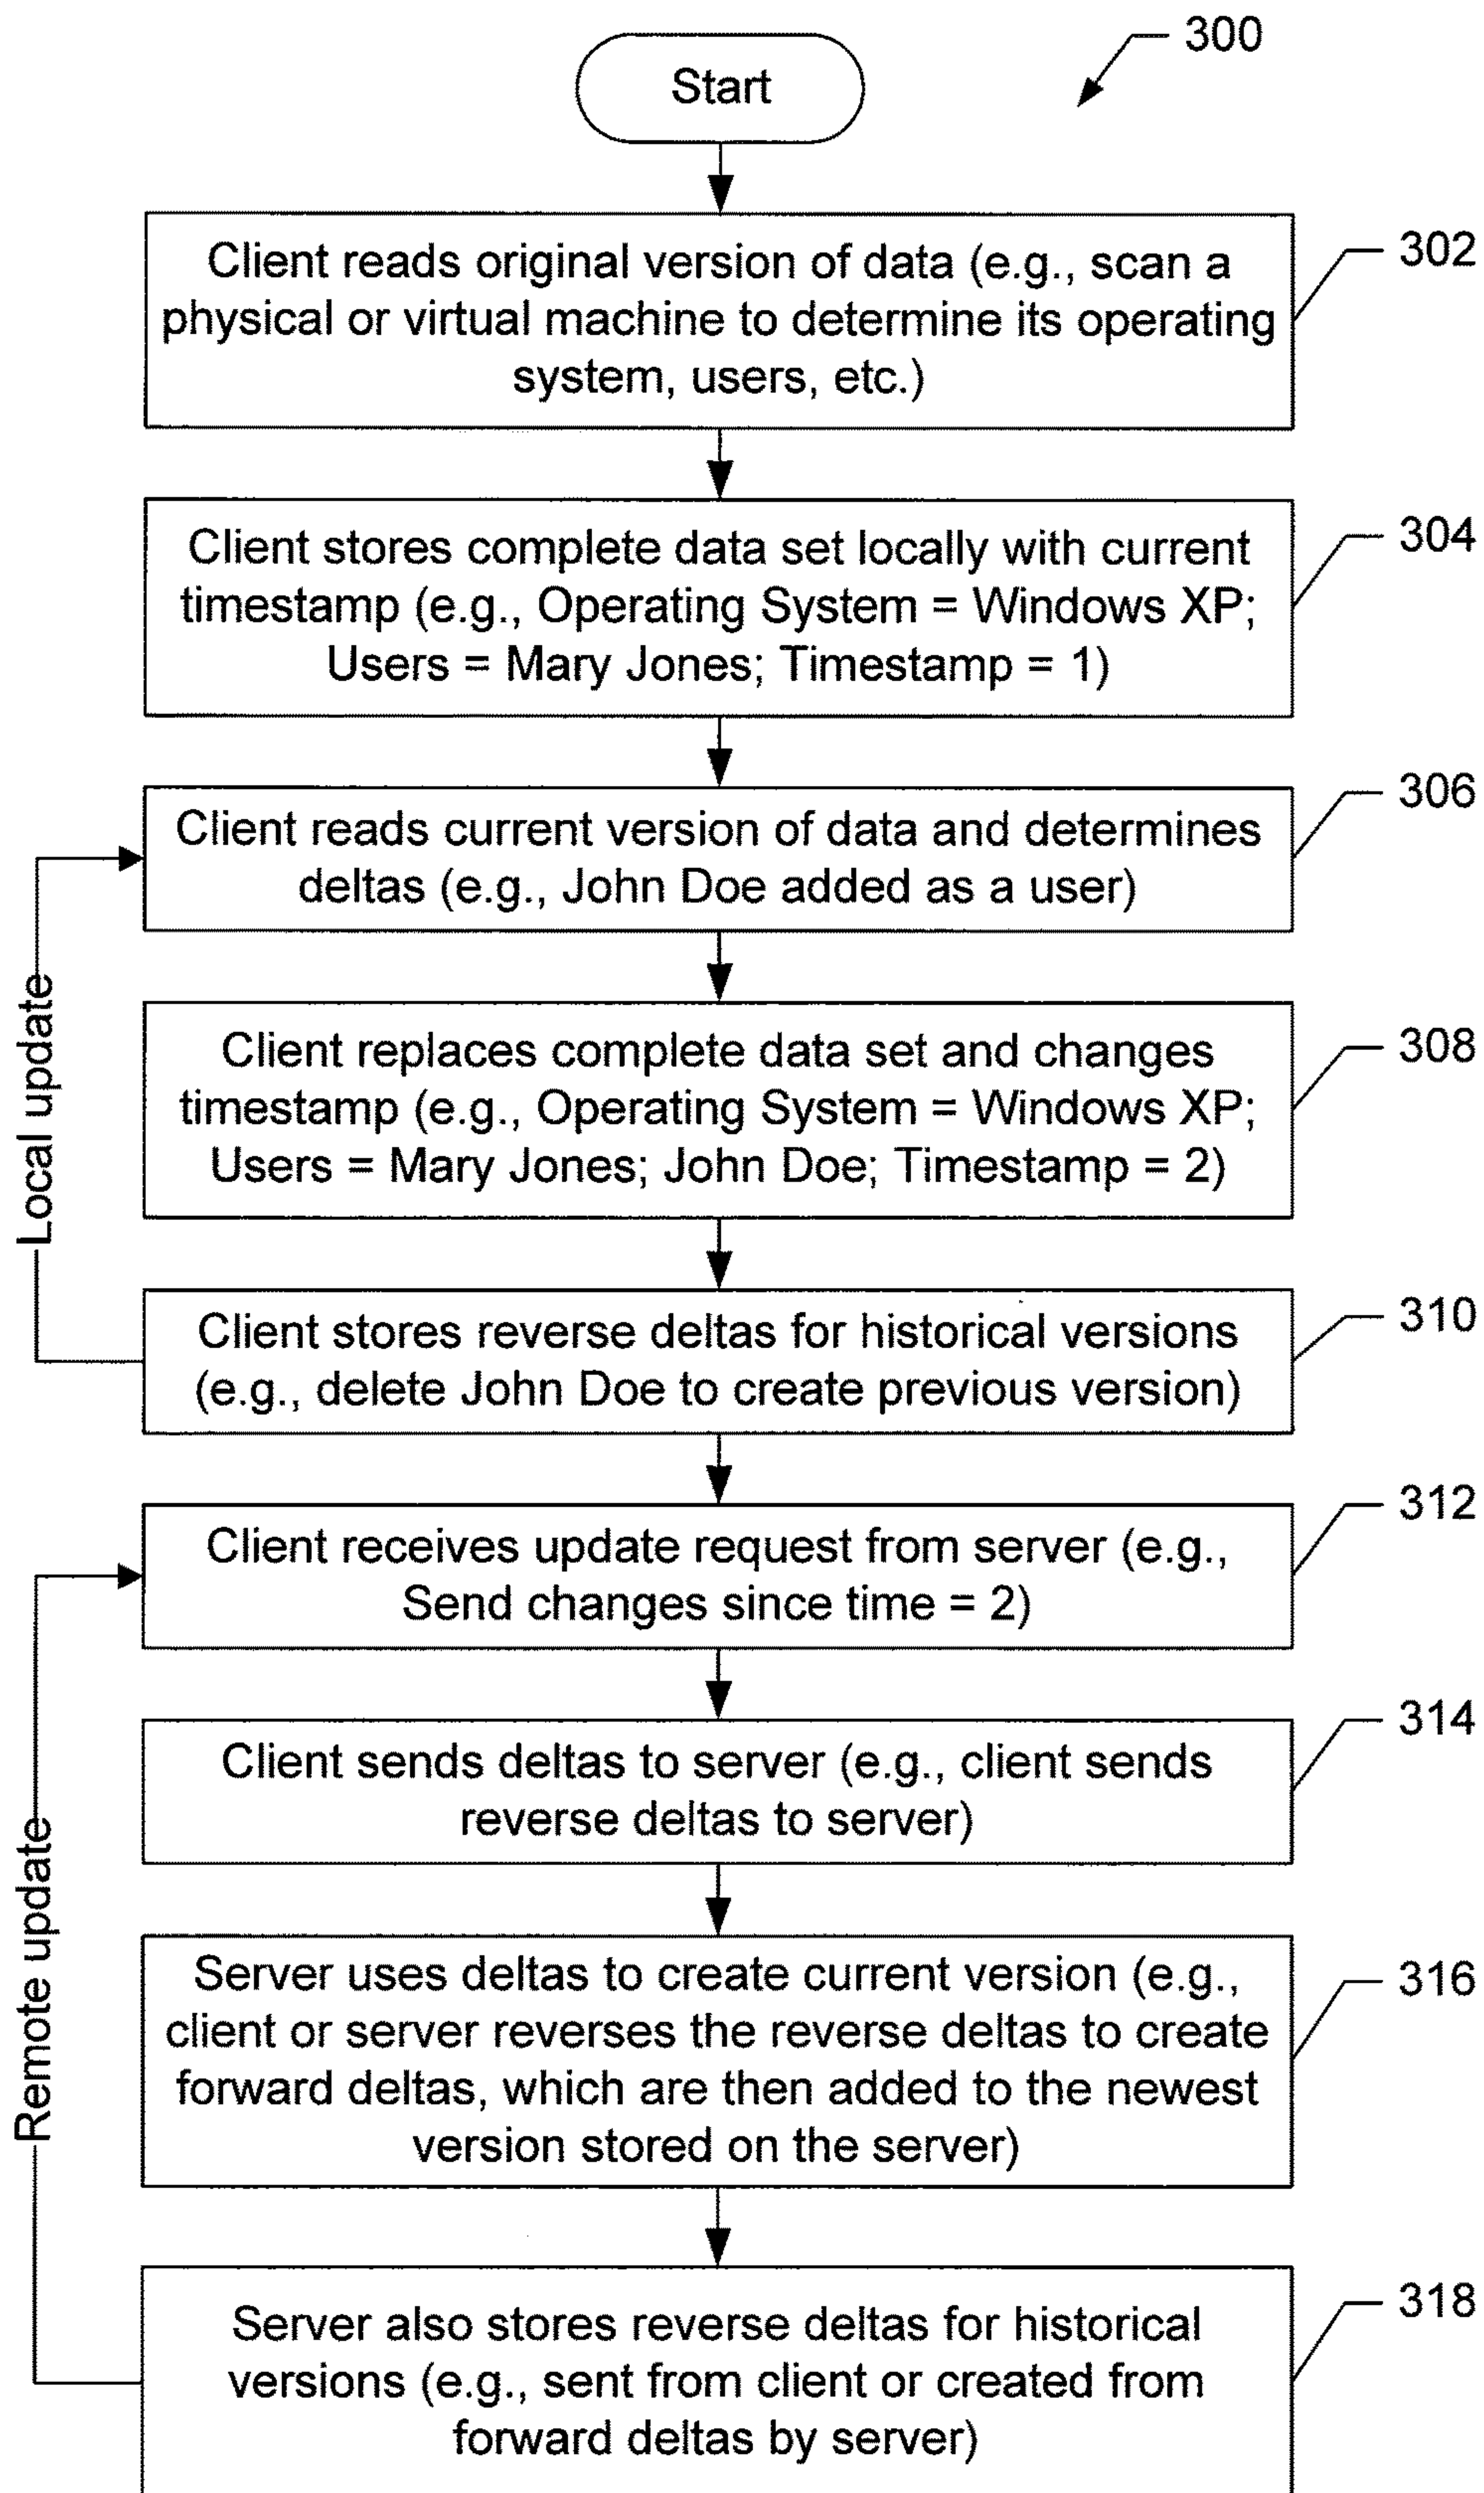 300
Start
302
Client reads original version of data (e.g., scan a
physical or virtual machine to determine its operating
system, users, etc.)
304
Client stores complete data set locally with current
timestamp (e.g., Operating System = Windows XP;
Users = Mary Jones; Timestamp = 1)
306
Client reads current version of data and determines
deltas (e.g., John Doe added as a user)
Local update
308
Client replaces complete data set and changes
timestamp (e.g., Operating System = Windows XP;
Users = Mary Jones; John Doe; Timestamp = 2)
310
Client stores reverse deltas for historical versions
(e.g., delete John Doe to create previous version)
312
Client receives update request from server (e.g.,
Send changes since time = 2)
314
Client sends deltas to server (e.g., client sends
reverse deltas to server)
Remote update
316
Server uses deltas to create current version (e.g.,
client or server reverses the reverse deltas to create
forward deltas, which are then added to the newest
version stored on the server)
318
Server also stores reverse deltas for historical
versions (e.g., sent from client or created from
forward deltas by server)